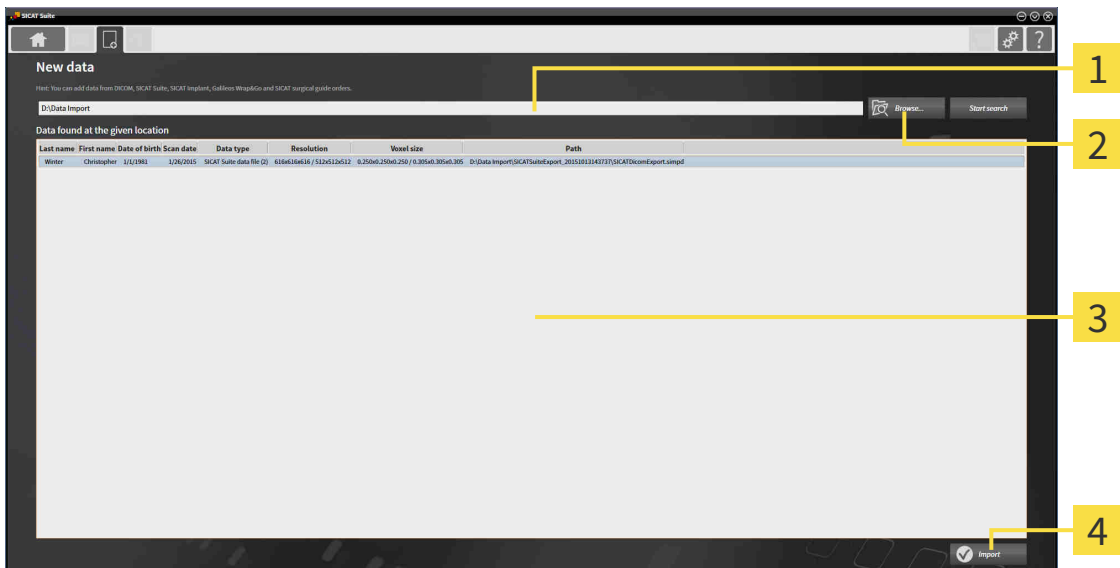 SICAT Suite
?
New data
Hint: You can add data from DICOM, SICAT Suite, SICAT Implant, Galileos Wrap&Go and SICAT surgical guide orders.
D:\Data Import Browse... Start search
Data found at the given location
Last name First name Date of birth Scan date Data type Resolution Voxel size Path
Winter Christopher 1/1/1981 1/26/2015 SICAT Suite data file (2) 616x616x616 / 512x512x512 0.250x0.250x0.250 / 0.305x0.305x0.305 D:\Data Import\SICATSuiteExport_20151013143737\SICATDicomExport.simpd
Import
1
2
3
4